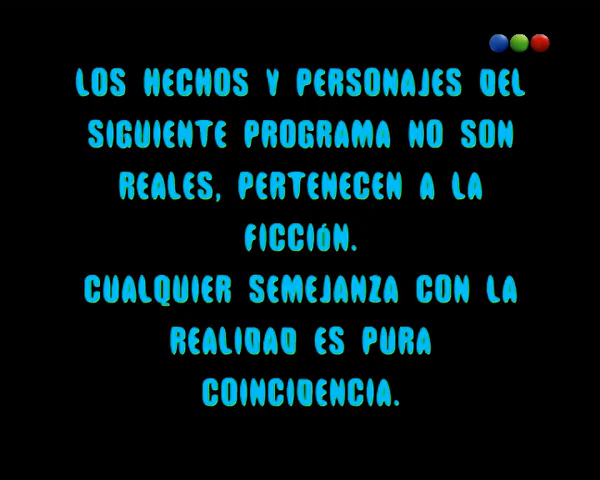 LOS HECHOS Y PERSONAJES DEL
SIGUIENTE PROGRAMA NO SON
REALES, PERTENECEN A LA
FICCIÓN.
CUALQUIER SEMEJANZA CON LA
REALIDAD ES PURA
COINCIDENCIA.